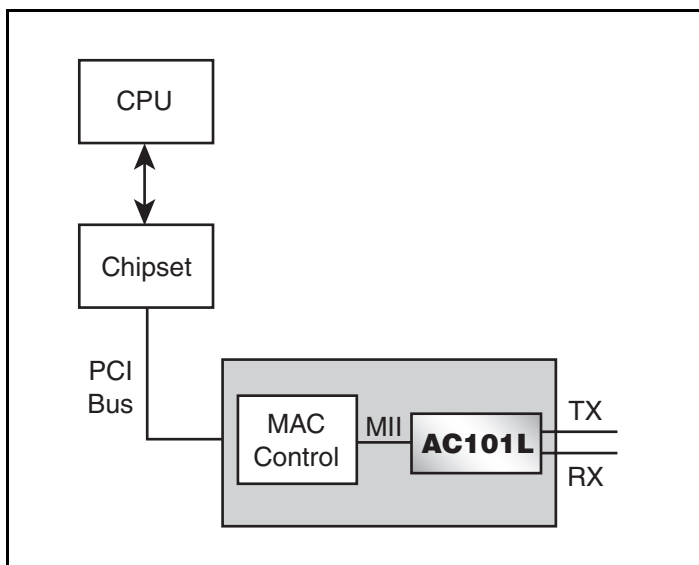 CPU
Chipset
PCI
Bus
MAC
Control
MII
AC101L
TX
RX